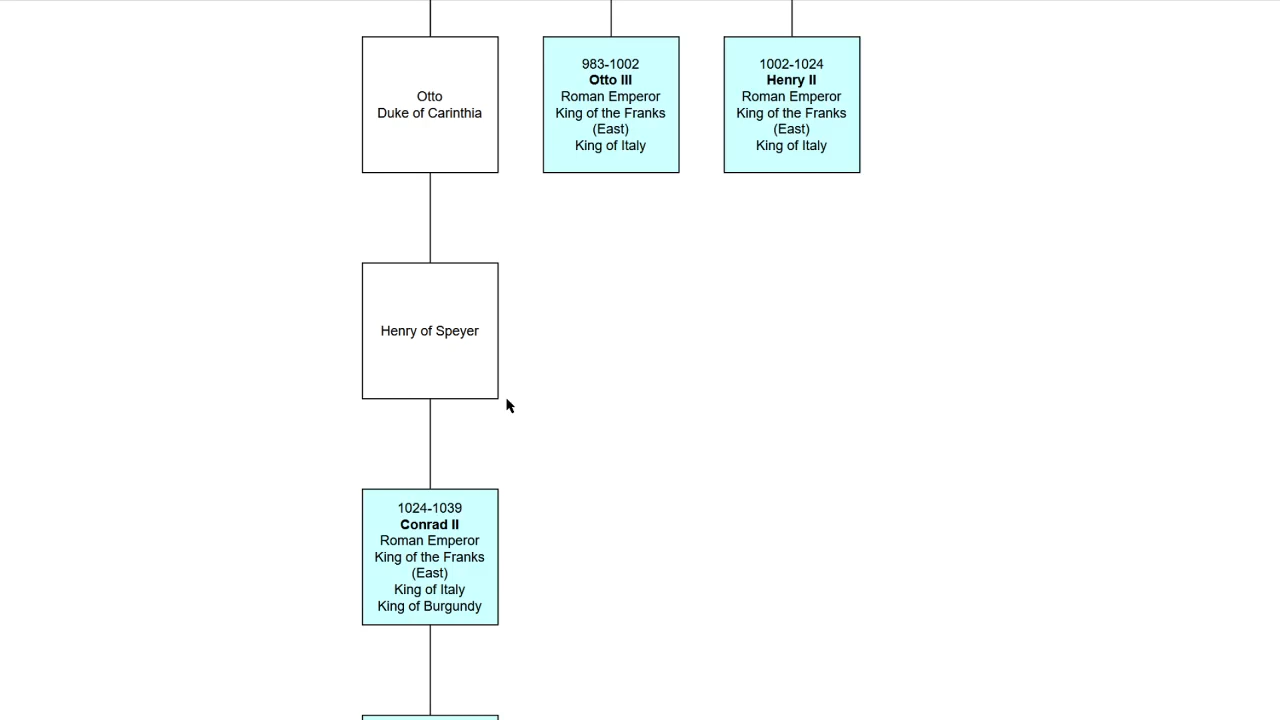 Otto
Duke of Carinthia
983-1002
Otto III
Roman Emperor
King of the Franks
(East)
King of Italy
1002-1024
Henry II
Roman Emperor
King of the Franks
(East)
King of Italy
Henry of Speyer
1024-1039
Conrad II
Roman Emperor
King of the Franks
(East)
King of Italy
King of Burgundy